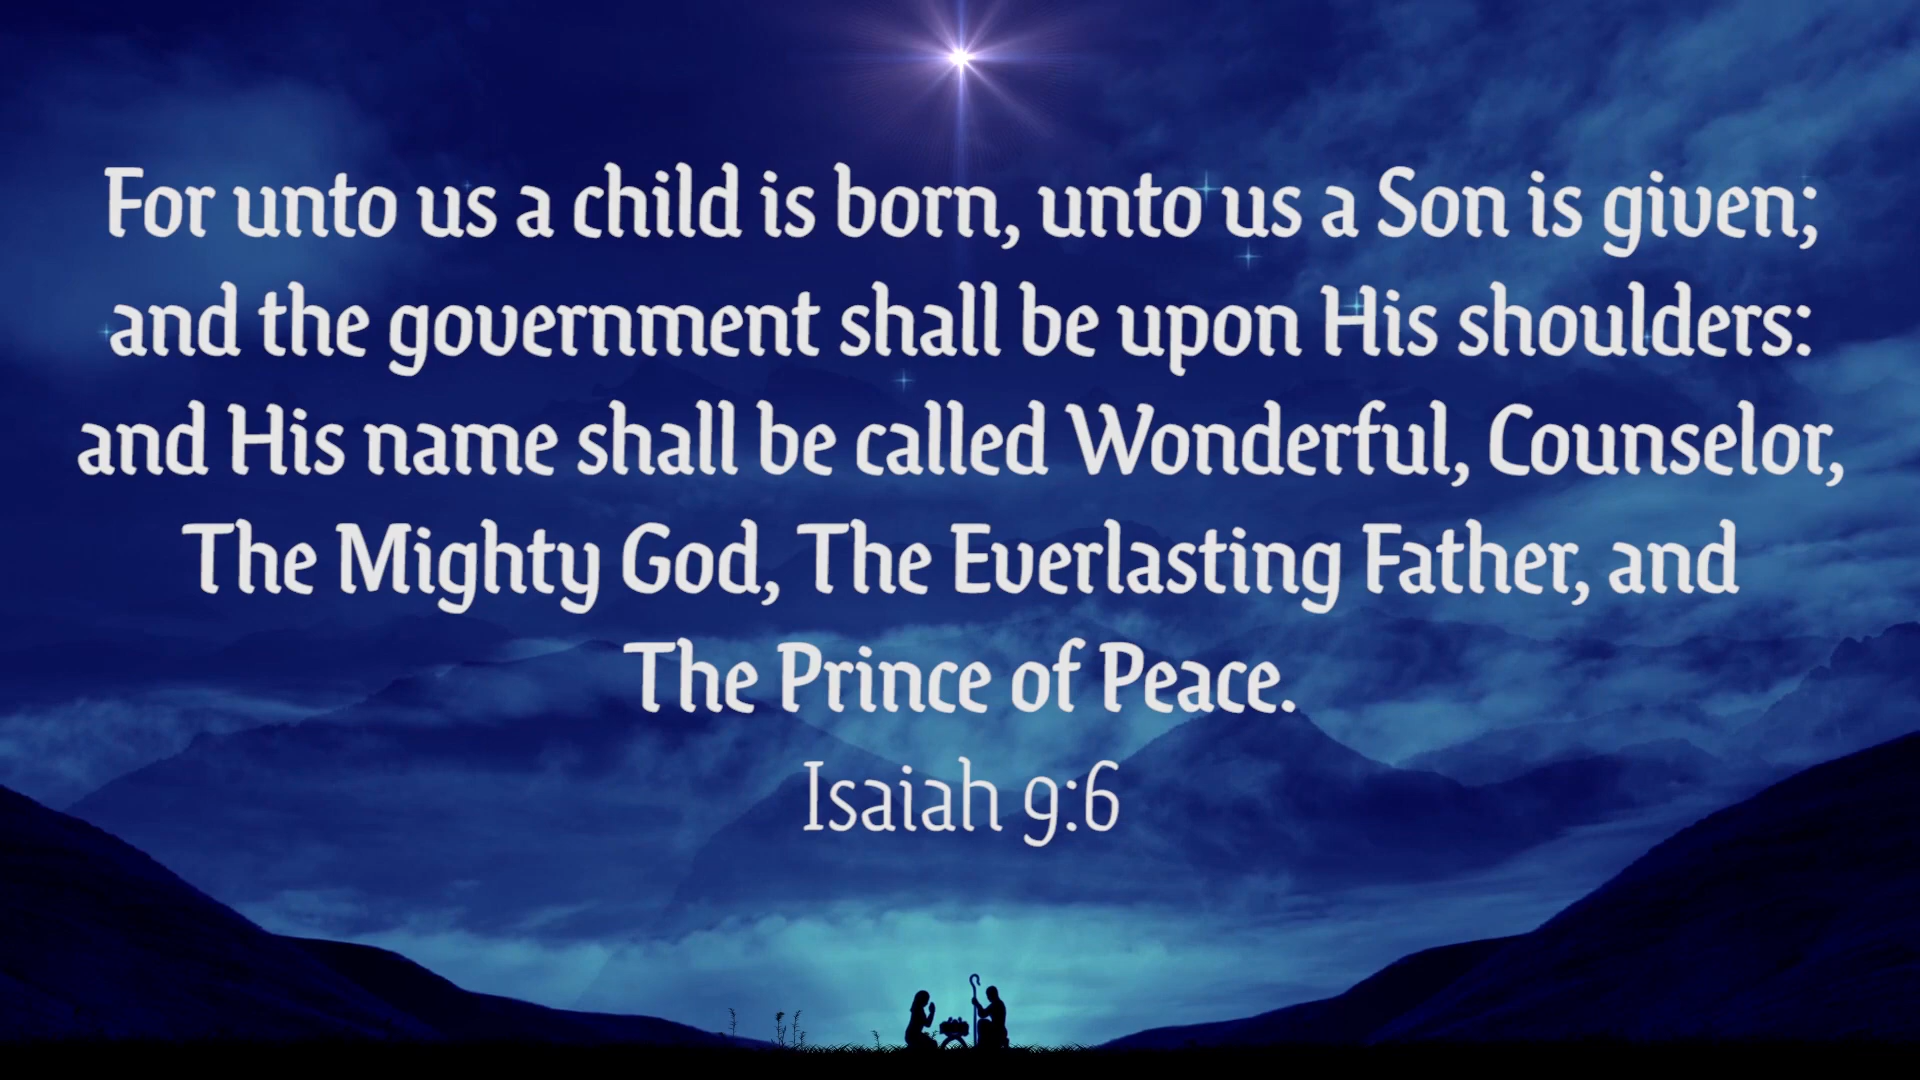 For unto us a child is born, unto us a Son is given;
and the government shall be upon His shoulders:
and His name shall be called Wonderful, Counselor,
The Mighty God, The Everlasting Father, and
The Prince of Peace.
Isaiah 9:6